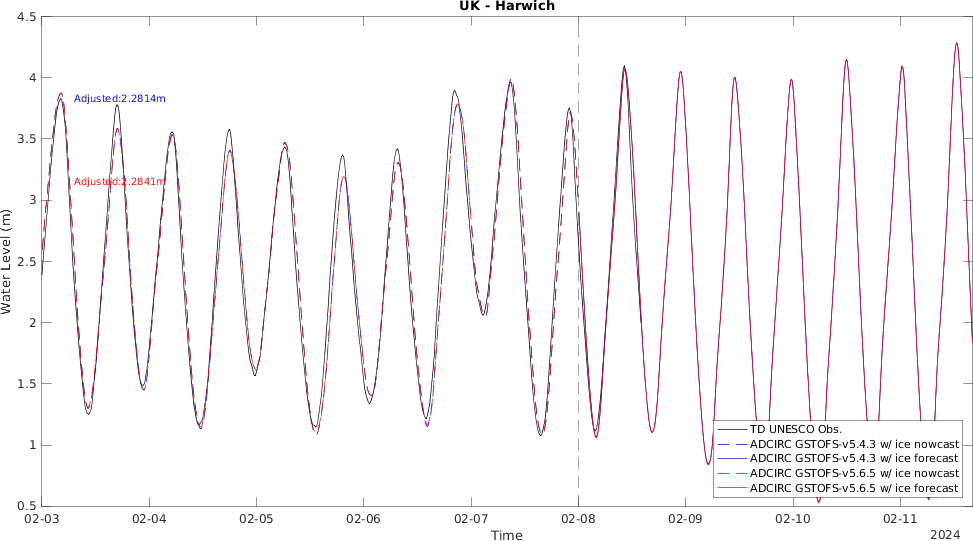 UK - Harwich
4.5
4
3.5
3
2.5
2
1.5
1
0.5
Water Level (m)
Adjusted:2.2814m
Adjusted:2.2841m
TD UNESCO Obs.
ADCIRC GSTOFS-v5.4.3 w/ ice nowcast
ADCIRC GSTOFS-v5.4.3 w/ ice forecast
ADCIRC GSTOFS-v5.6.5 w/ ice nowcast
ADCIRC GSTOFS-v5.6.5 w/ ice forecast
02-03 02-04 02-05 02-06 02-07 02-08 02-09 02-10 02-11
Time
2024